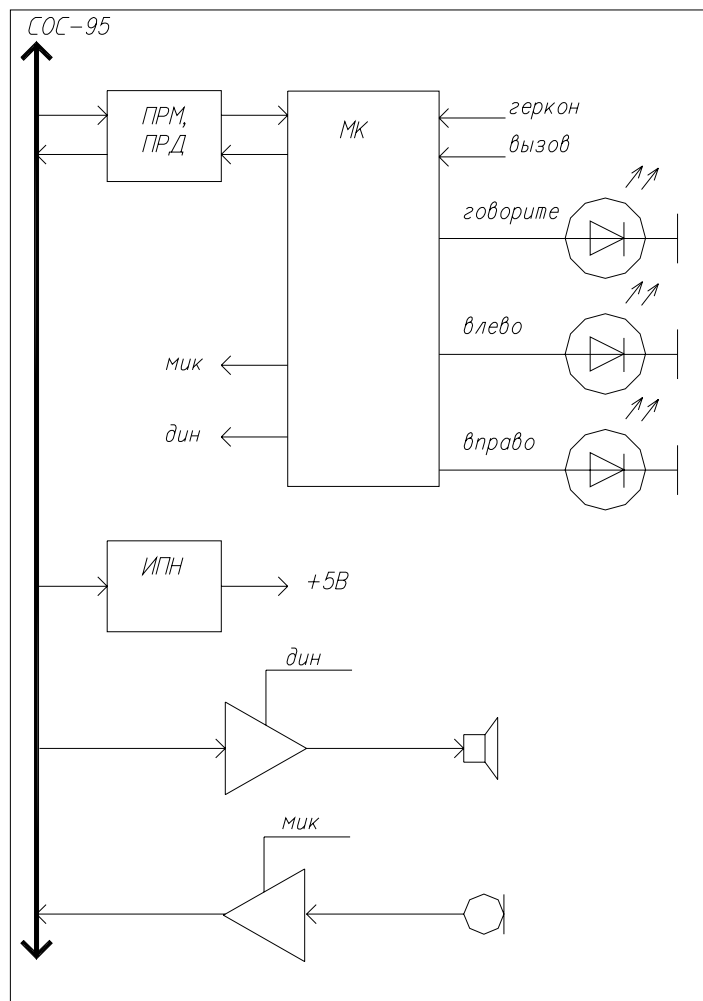 СОС-95
ПРМ,
ПРД
МК
геркон
вызов
говорите
влево
мик
дин
вправо
ИПН
+5В
дин
мик